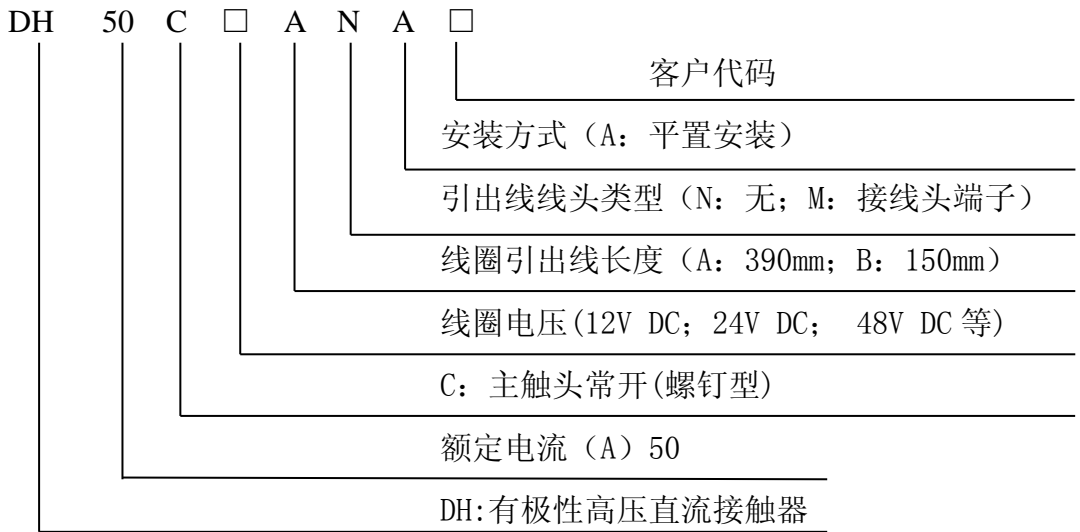 DH 50 C □ A N A □
客户代码
安装方式（A：平置安装）
引出线线头类型（N：无；M：接线头端子）
线圈引出线长度（A：390mm；B：150mm）
线圈电压(12V DC；24V DC； 48V DC 等)
C：主触头常开(螺钉型)
额定电流（A）50
DH:有极性高压直流接触器